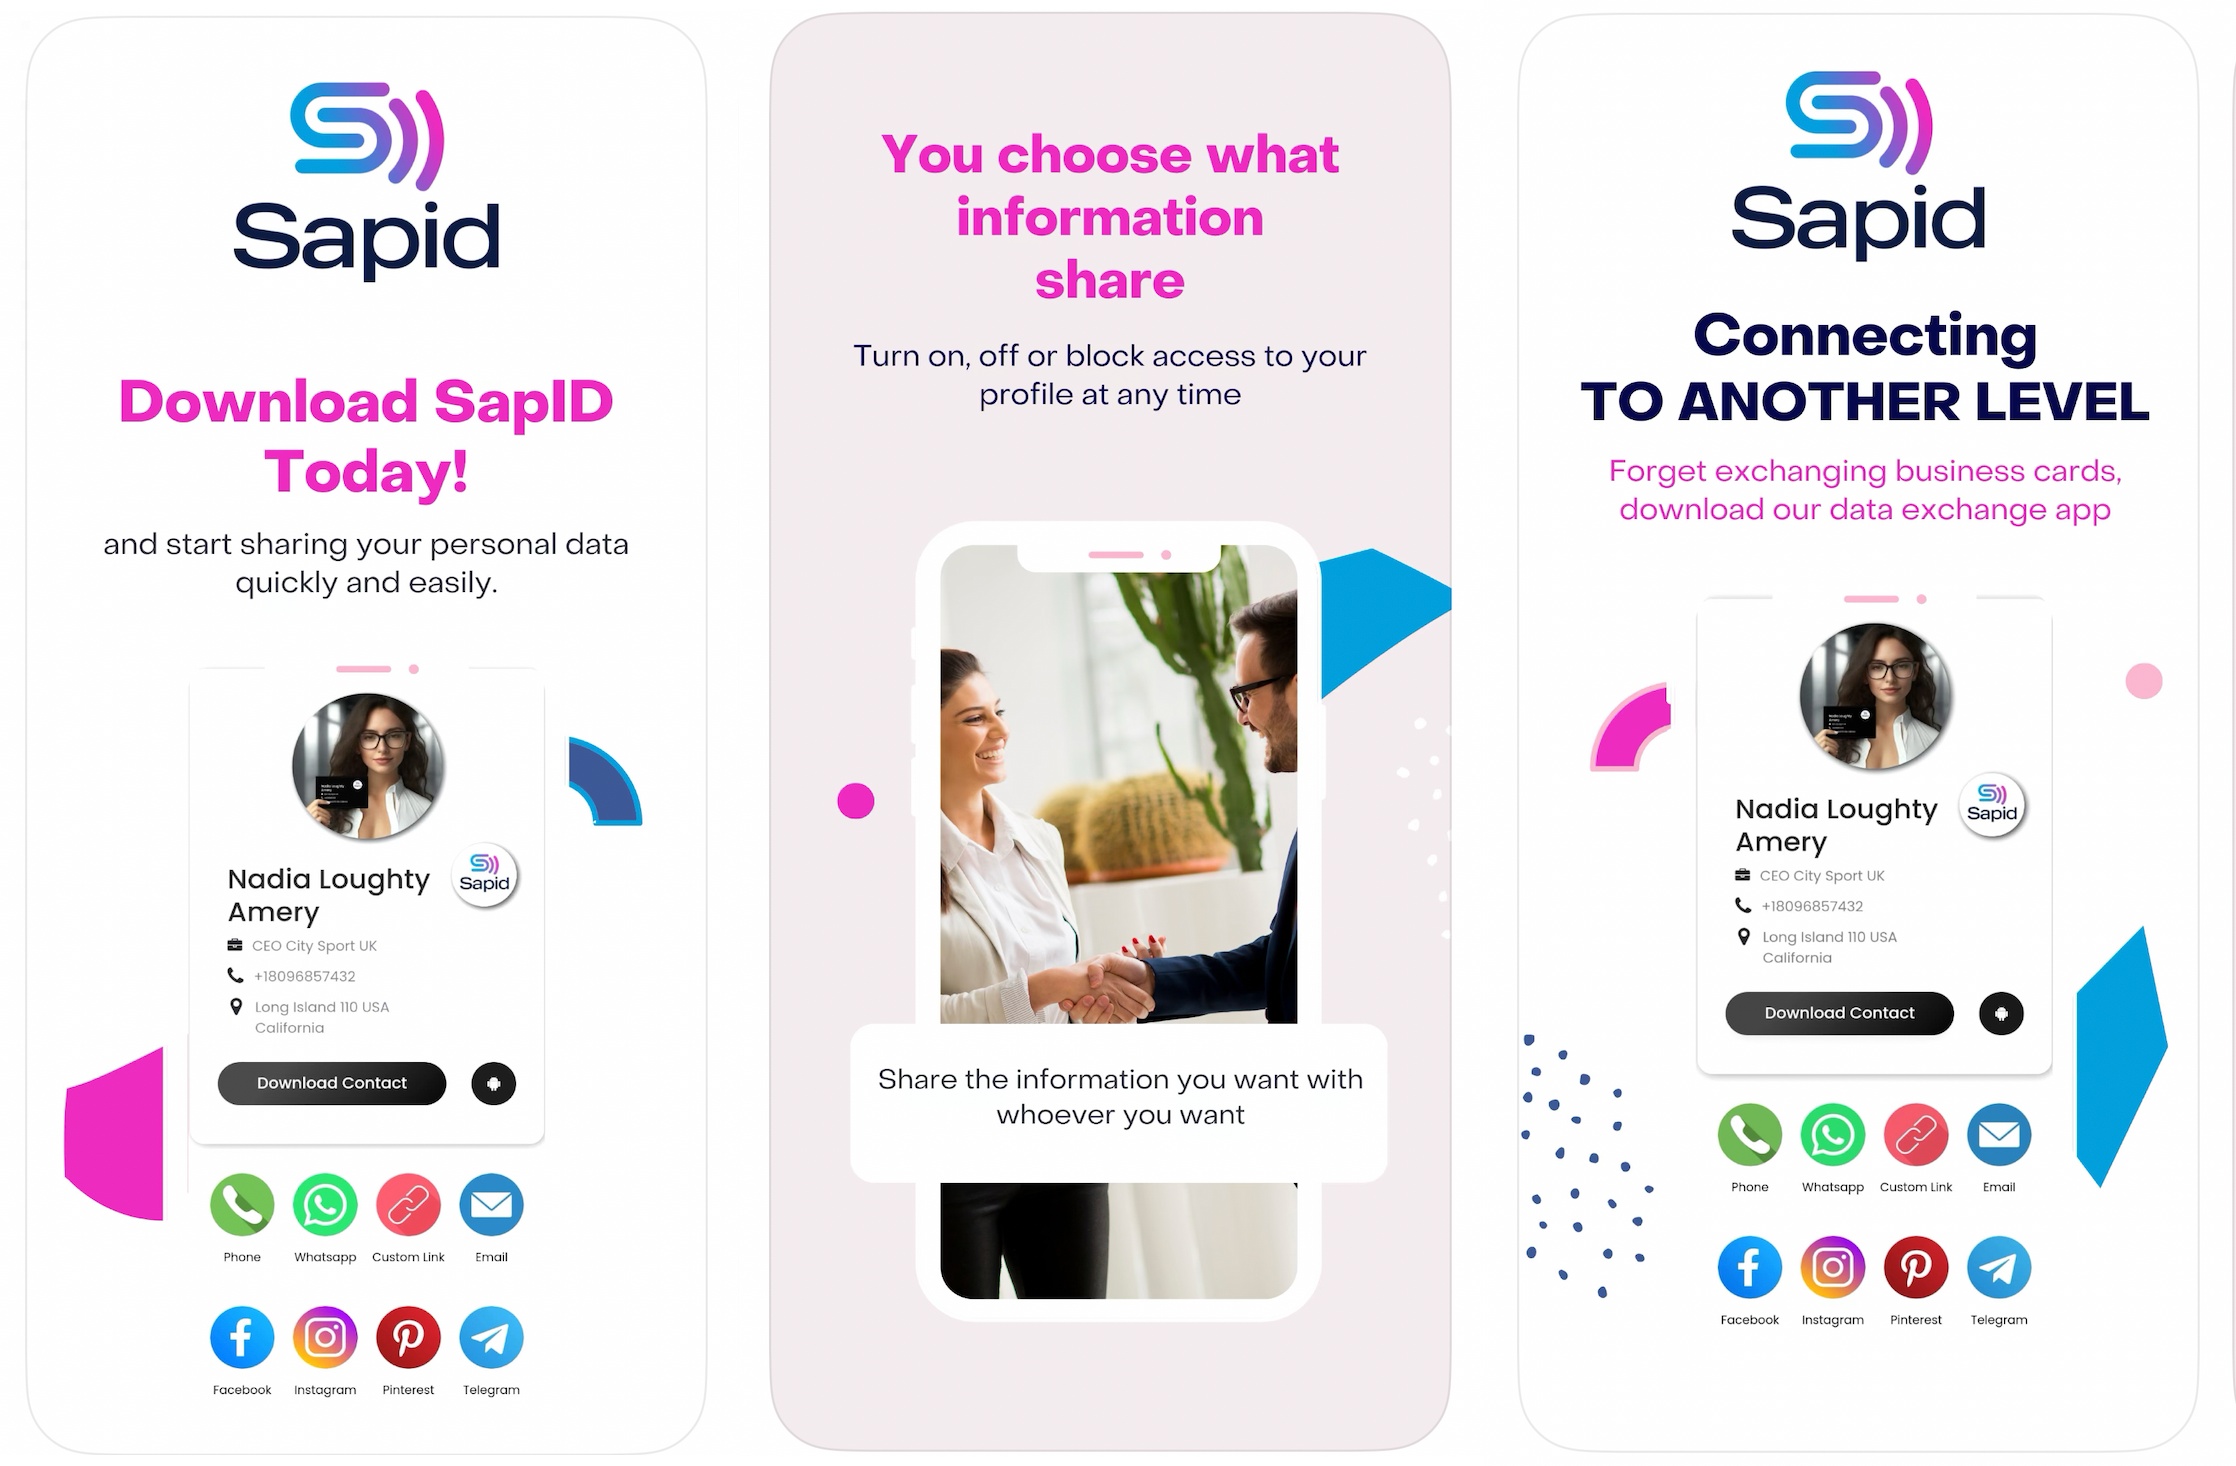 Sapid
Download SapID
Today!
and start sharing your personal data
quickly and easily.
Nadia Loughty
Amery
Sapid
CEO City Sport UK
+18096857432
Long Island 110 USA
California
Download Contact
Phone
Whatsapp
Custom Link
Email
Facebook
Instagram
Pinterest
Telegram
You choose what
information
share
Turn on, off or block access to your
profile at any time
Share the information you want with
whoever you want
Sapid
Connecting
TO ANOTHER LEVEL
Forget exchanging business cards,
download our data exchange app
Nadia Loughty
Amery
Sapid
CEO City Sport UK
+18096857432
Long Island 110 USA
California
Download Contact
Phone
Whatsapp
Custom Link
Email
Facebook
Instagram
Pinterest
Telegram